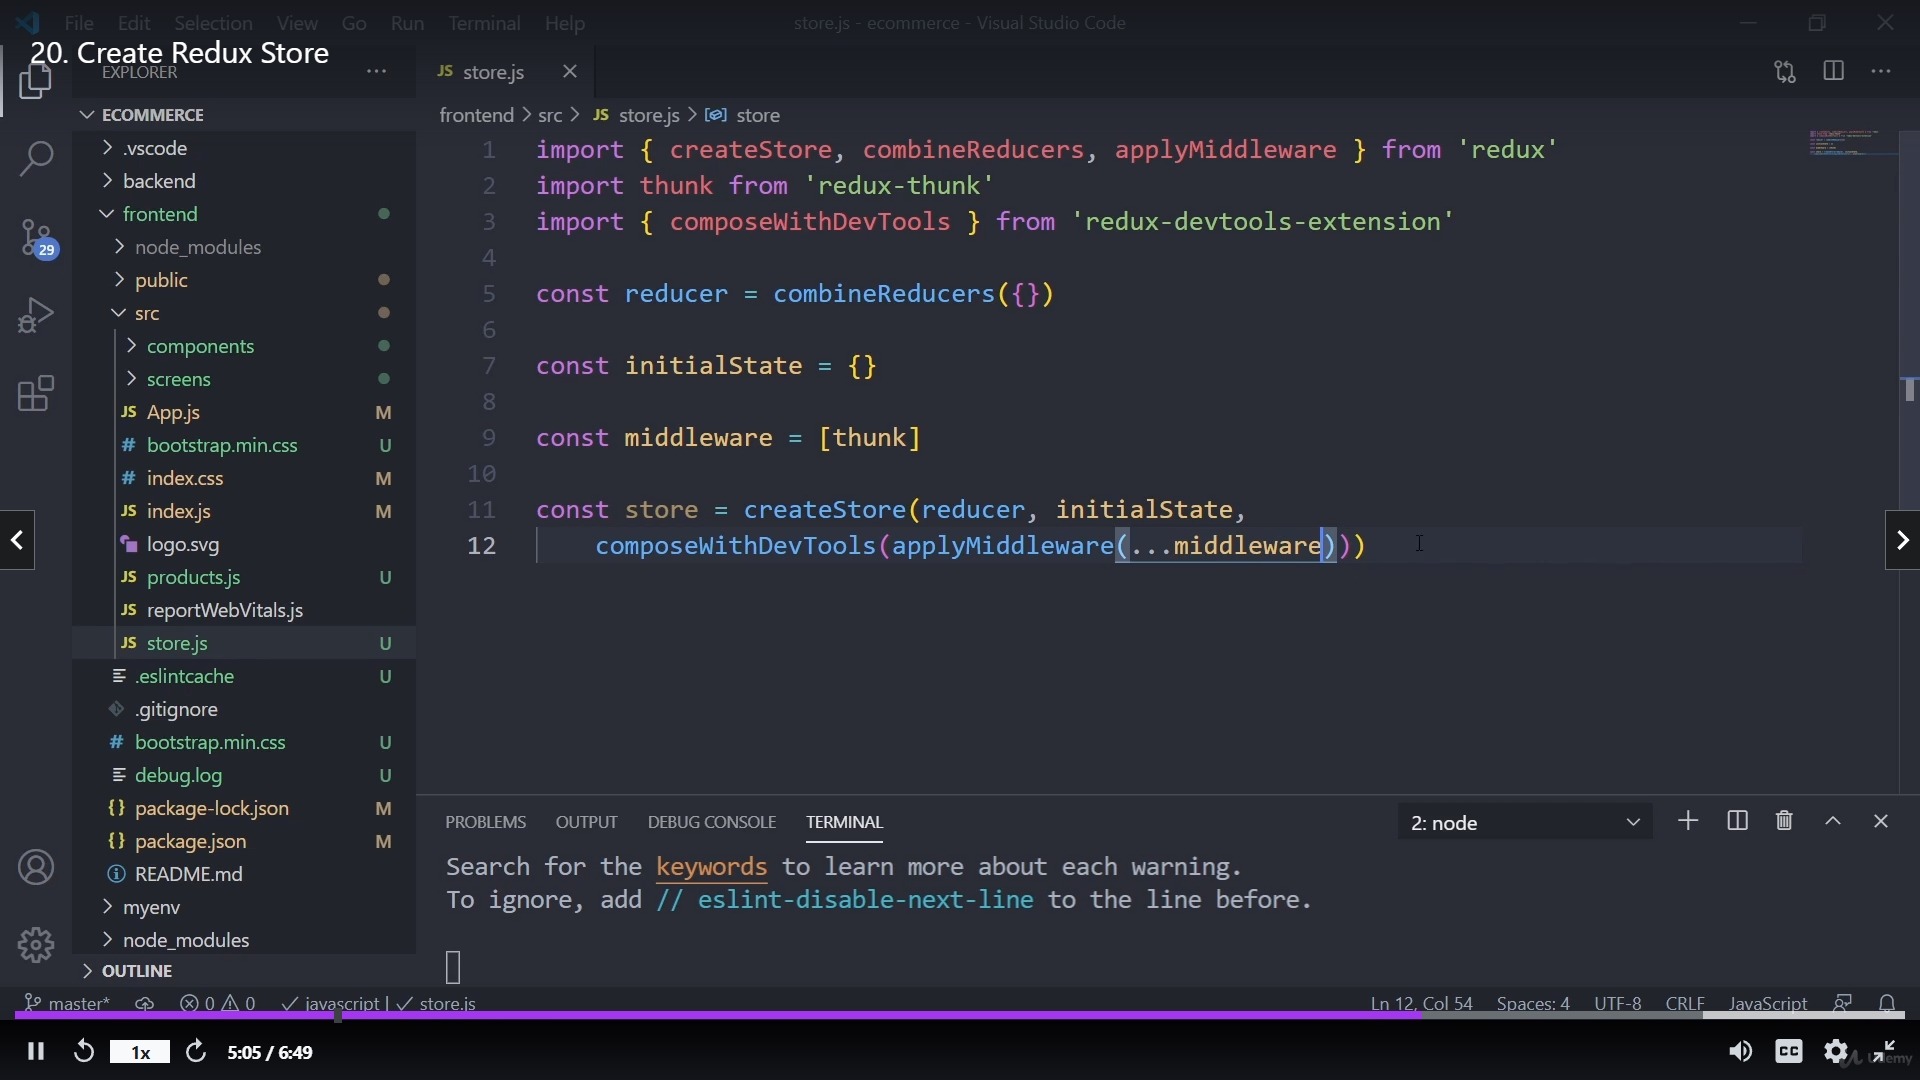 File Edit Selection View Go Run Terminal Help
store.js - ecommerce - Visual Studio Code
20. Create Redux Store
EXPLORER
JS store.js
ECOMMERCE
frontend > src > JS store.js > store
.vscode
backend
frontend
node_modules
public
src
components
screens
JS App.js M
# bootstrap.min.css U
# index.css M
JS index.js M
logo.svg
JS products.js U
JS reportWebVitals.js
JS store.js U
.eslintcache U
.gitignore
# bootstrap.min.css U
debug.log U
{} package-lock.json M
{} package.json M
README.md
myenv
node_modules
OUTLINE
29
1 import { createStore, combineReducers, applyMiddleware } from 'redux'
2 import thunk from 'redux-thunk'
3 import { composeWithDevTools } from 'redux-devtools-extension'
4
5 const reducer = combineReducers({})
6
7 const initialState = {}
8
9 const middleware = [thunk]
10
11 const store = createStore(reducer, initialState,
12 composeWithDevTools(applyMiddleware(...middleware)))
PROBLEMS OUTPUT DEBUG CONSOLE TERMINAL
2: node
Search for the keywords to learn more about each warning.
To ignore, add // eslint-disable-next-line to the line before.
master* 0 0 javascript | store.js
Ln 12, Col 54 Spaces: 4 UTF-8 CRLF JavaScript
1x 5:05 / 6:49
CC
Udemy